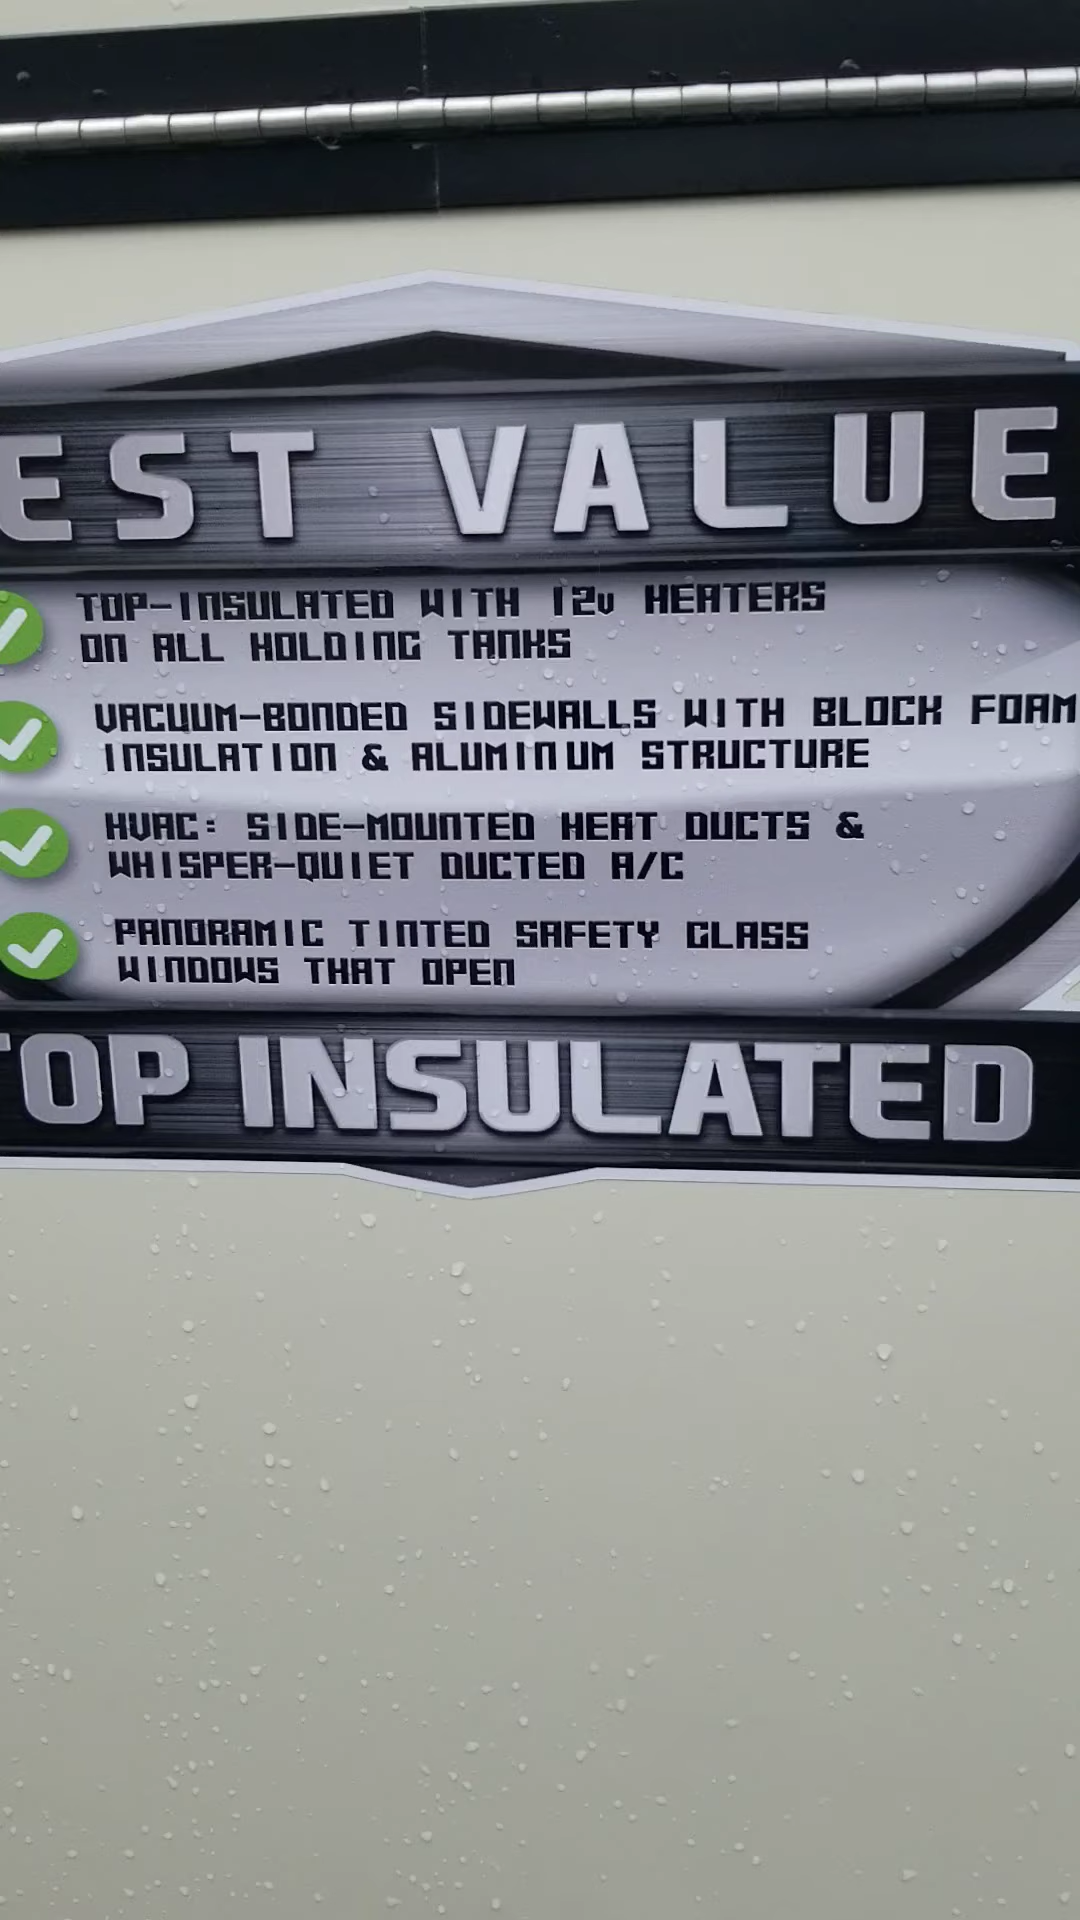 EST VALUE
TOP-INSULATED WITH 12v HEATERS
ON ALL HOLDING TANKS
VACUUM-BONDED SIDEWALLS WITH BLOCK FOAM
INSULATION & ALUMINUM STRUCTURE
HVAC: SIDE-MOUNTED HEAT DUCTS &
WHISPER-QUIET DUCTED A/C
PANORAMIC TINTED SAFETY GLASS
WINDOWS THAT OPEN
TOP INSULATED